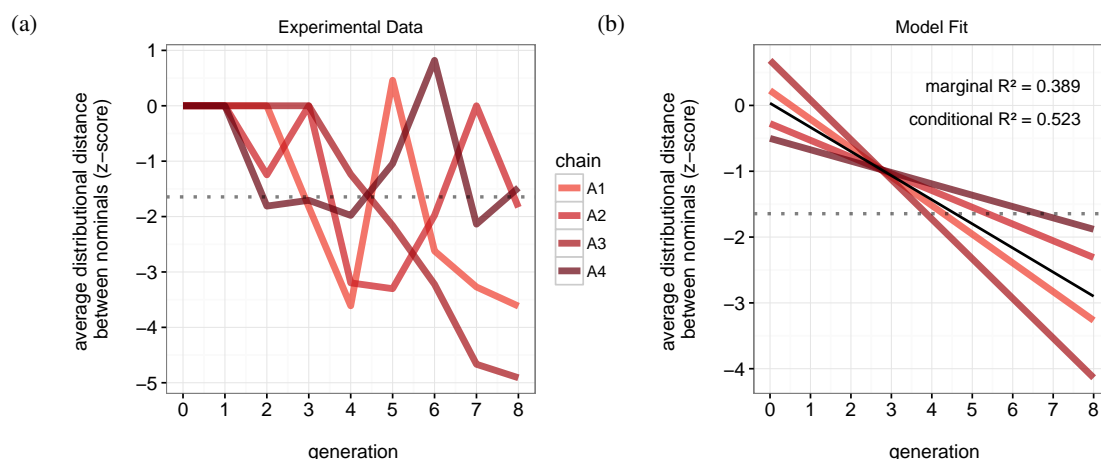 (a)
Experimental Data
average distributional distance
between nominals (z−score)
1
0
−1
−2
−3
−4
−5
0 1 2 3 4 5 6 7 8
generation
chain
A1
A2
A3
A4
(b)
Model Fit
average distributional distance
between nominals (z−score)
marginal R² = 0.389
conditional R² = 0.523
0
−1
−2
−3
−4
0 1 2 3 4 5 6 7 8
generation